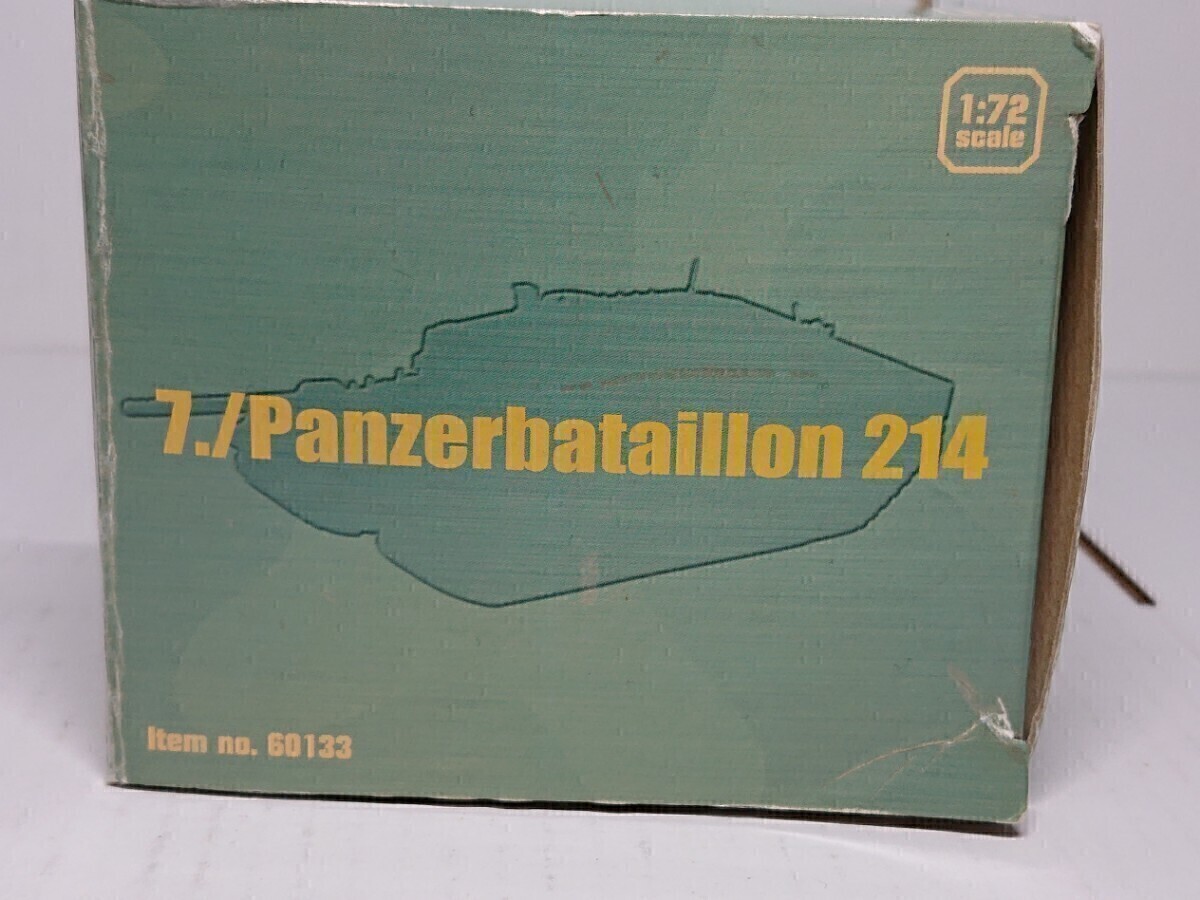 1:72
scale
7./Panzerbataillon 214
Item no. 60133